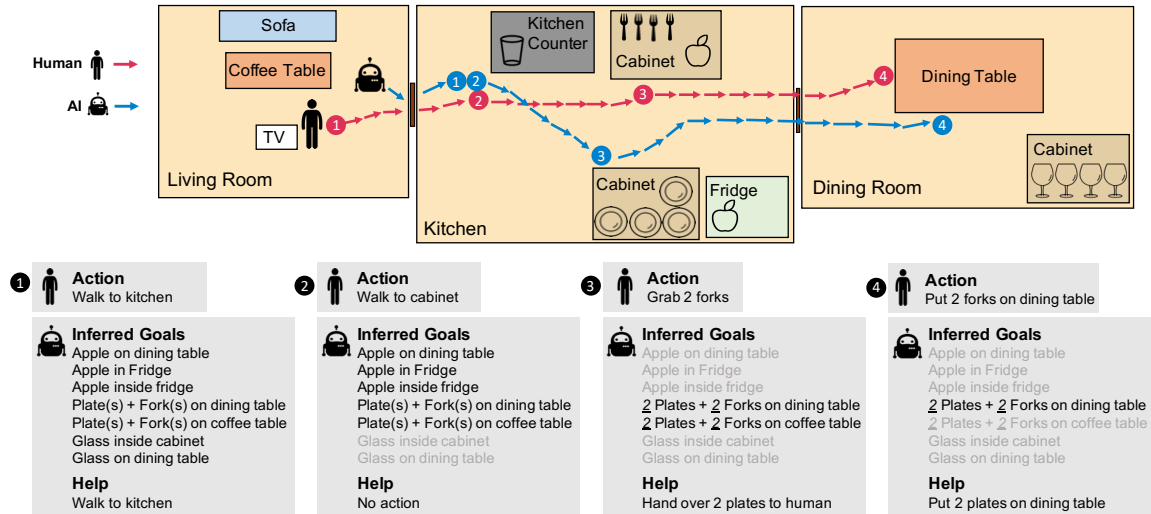 Human
AI
Sofa
Coffee Table
TV
1
Living Room
1
2
2
Kitchen
Counter
Cabinet
3
3
Cabinet
Fridge
Kitchen
4
Dining Table
4
Cabinet
Dining Room
1
Action
Walk to kitchen
Inferred Goals
Apple on dining table
Apple in Fridge
Apple inside fridge
Plate(s) + Fork(s) on dining table
Plate(s) + Fork(s) on coffee table
Glass inside cabinet
Glass on dining table
Help
Walk to kitchen
2
Action
Walk to cabinet
Inferred Goals
Apple on dining table
Apple in Fridge
Apple inside fridge
Plate(s) + Fork(s) on dining table
Plate(s) + Fork(s) on coffee table
Glass inside cabinet
Glass on dining table
Help
No action
3
Action
Grab 2 forks
Inferred Goals
Apple on dining table
Apple in Fridge
Apple inside fridge
2 Plates + 2 Forks on dining table
2 Plates + 2 Forks on coffee table
Glass inside cabinet
Glass on dining table
Help
Hand over 2 plates to human
4
Action
Put 2 forks on dining table
Inferred Goals
Apple on dining table
Apple in Fridge
Apple inside fridge
2 Plates + 2 Forks on dining table
2 Plates + 2 Forks on coffee table
Glass inside cabinet
Glass on dining table
Help
Put 2 plates on dining table